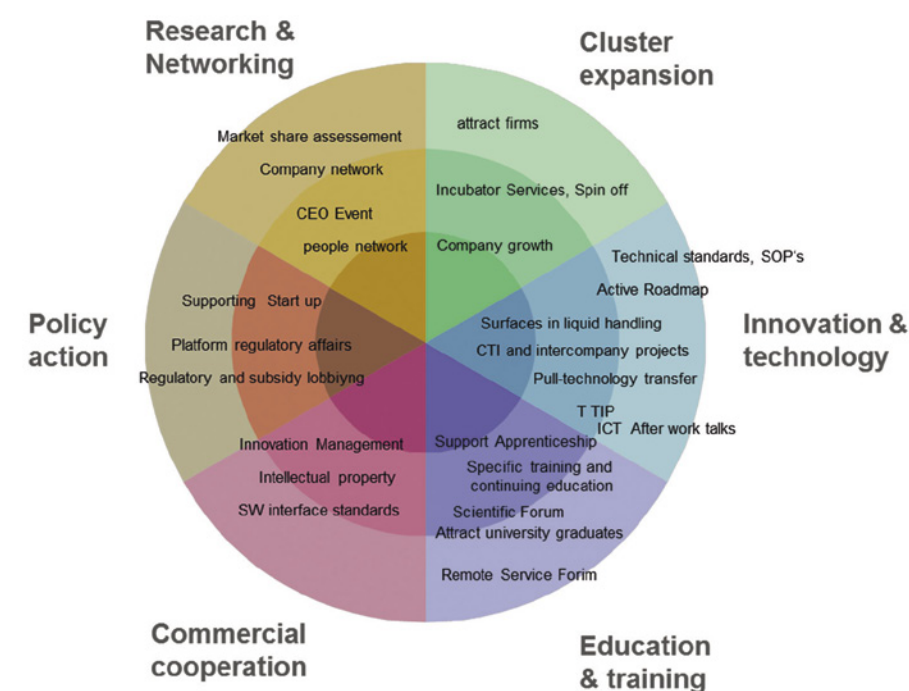 Research &
Networking
Cluster
expansion
Market share assessement
Company network
CEO Event
people network
attract firms
Incubator Services, Spin off
Company growth
Policy
action
Supporting Start up
Platform regulatory affairs
Regulatory and subsidy lobbiyng
Technical standards, SOP's
Active Roadmap
Surfaces in liquid handling
CTI and intercompany projects
Pull-technology transfer
T TIP
ICT After work talks
Innovation &
technology
Innovation Management
Intellectual property
SW interface standards
Support Apprenticeship
Specific training and
continuing education
Scientific Forum
Attract university graduates
Remote Service Forim
Commercial
cooperation
Education
& training